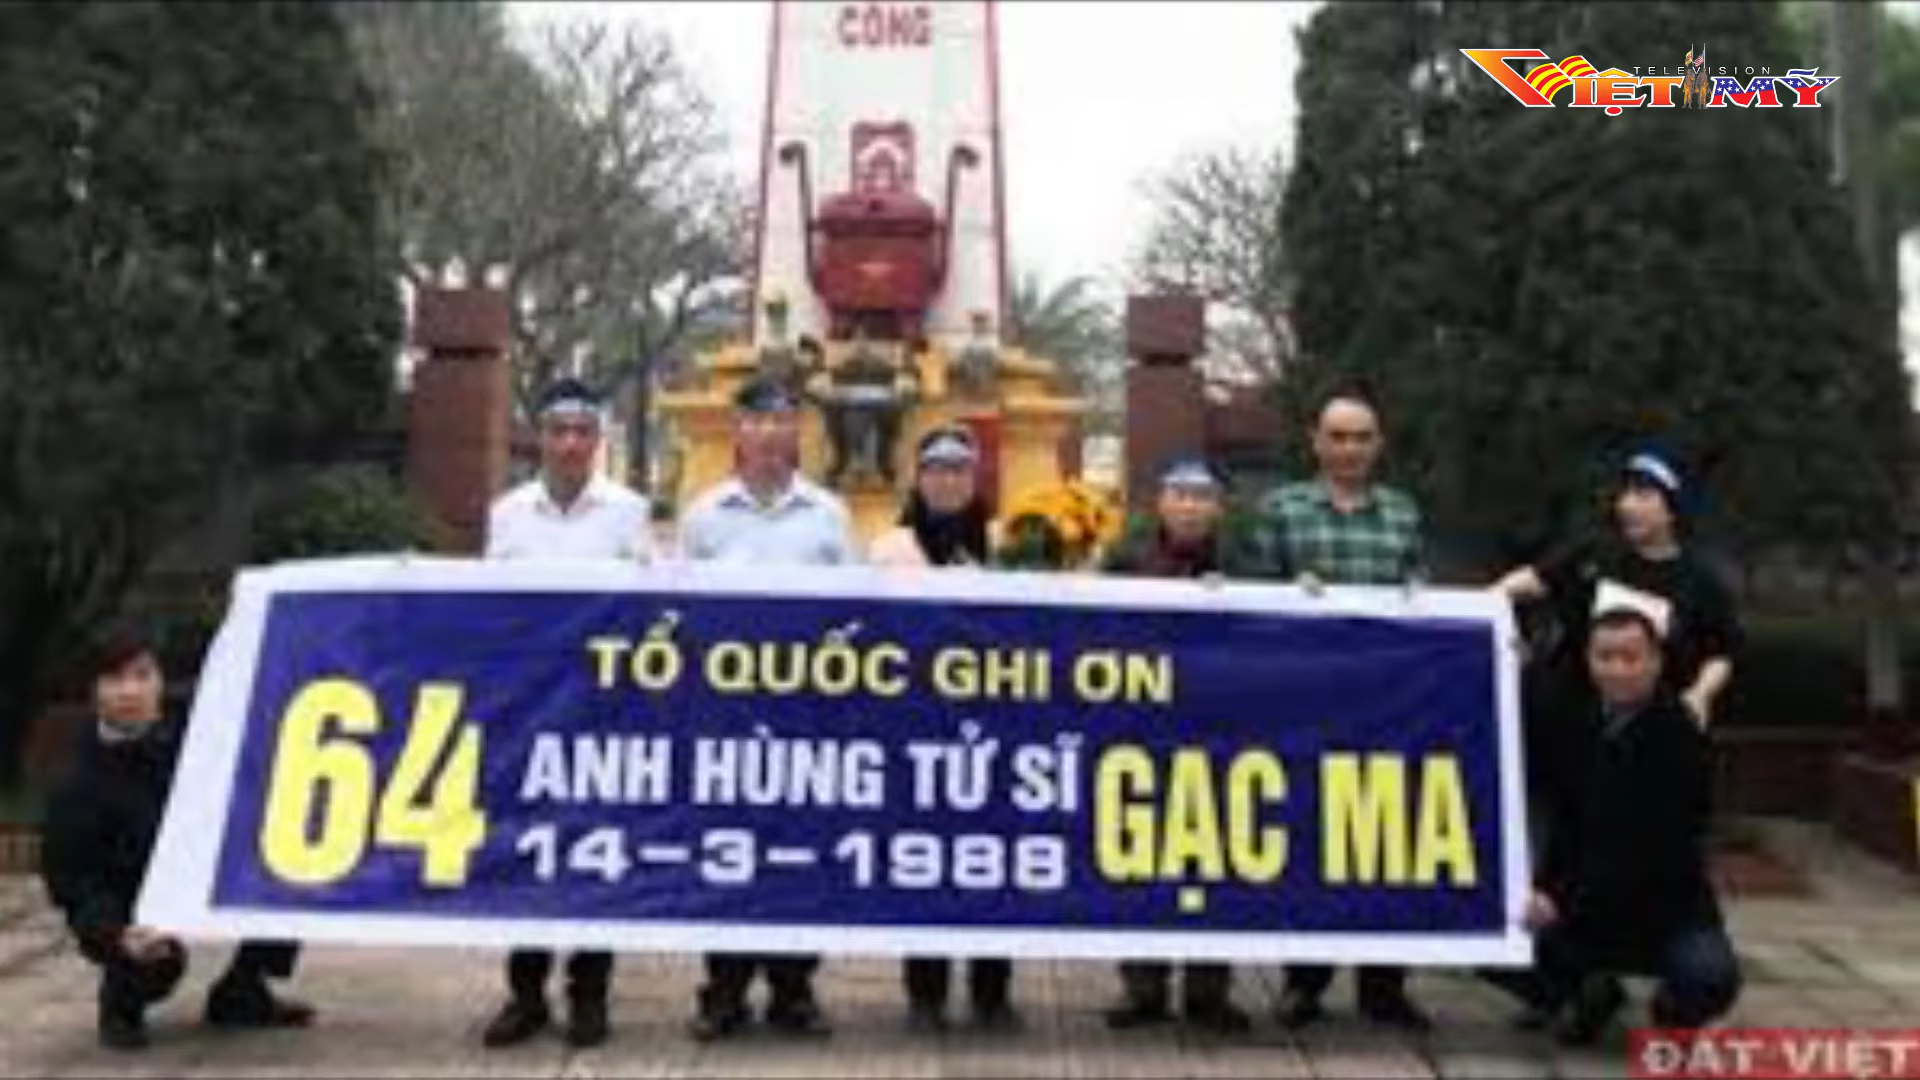 CÔNG
TELEVISION
VIỆT MỸ
TỔ QUỐC GHI ƠN
64 ANH HÙNG TỬ SĨ GẠC MA
14-3-1988
ĐẤT VIỆT